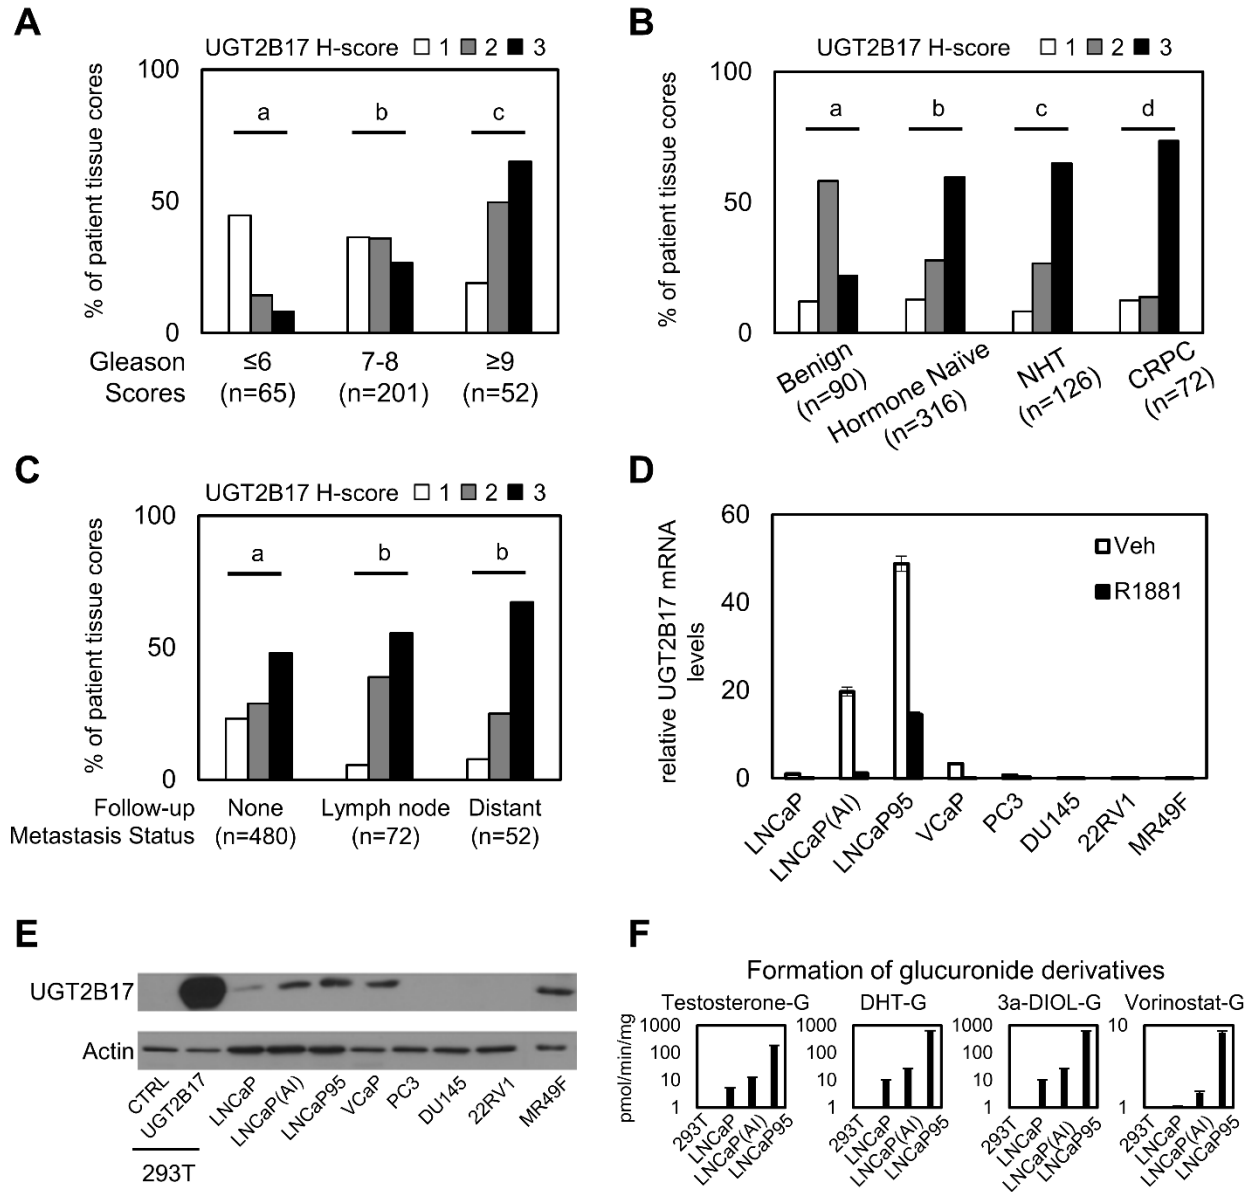 A
UGT2B17 H-score 1 2 3
% of patient tissue cores
100
50
0
a
b
c
Gleason Scores
≤6
(n=65)
7-8
(n=201)
≥9
(n=52)
B
UGT2B17 H-score 1 2 3
% of patient tissue cores
100
50
0
a
b
c
d
Benign
(n=90)
Hormone Naïve
(n=316)
NHT
(n=126)
CRPC
(n=72)
C
UGT2B17 H-score 1 2 3
% of patient tissue cores
100
50
0
a
b
b
Follow-up
Metastasis Status
None
(n=480)
Lymph node
(n=72)
Distant
(n=52)
D
relative UGT2B17 mRNA
levels
60
40
20
0
Veh
R1881
LNCaP
LNCaP(AI)
LNCaP95
VCaP
PC3
DU145
22RV1
MR49F
E
UGT2B17
Actin
CTRL
UGT2B17
LNCaP
LNCaP(AI)
LNCaP95
VCaP
PC3
DU145
22RV1
MR49F
293T
F
Formation of glucuronide derivatives
Testosterone-G
DHT-G
3a-DIOL-G
Vorinostat-G
pmol/min/mg
1000
100
10
1
293T
LNCaP
LNCaP(AI)
LNCaP95
1000
100
10
1
293T
LNCaP
LNCaP(AI)
LNCaP95
1000
100
10
1
293T
LNCaP
LNCaP(AI)
LNCaP95
10
1
293T
LNCaP
LNCaP(AI)
LNCaP95